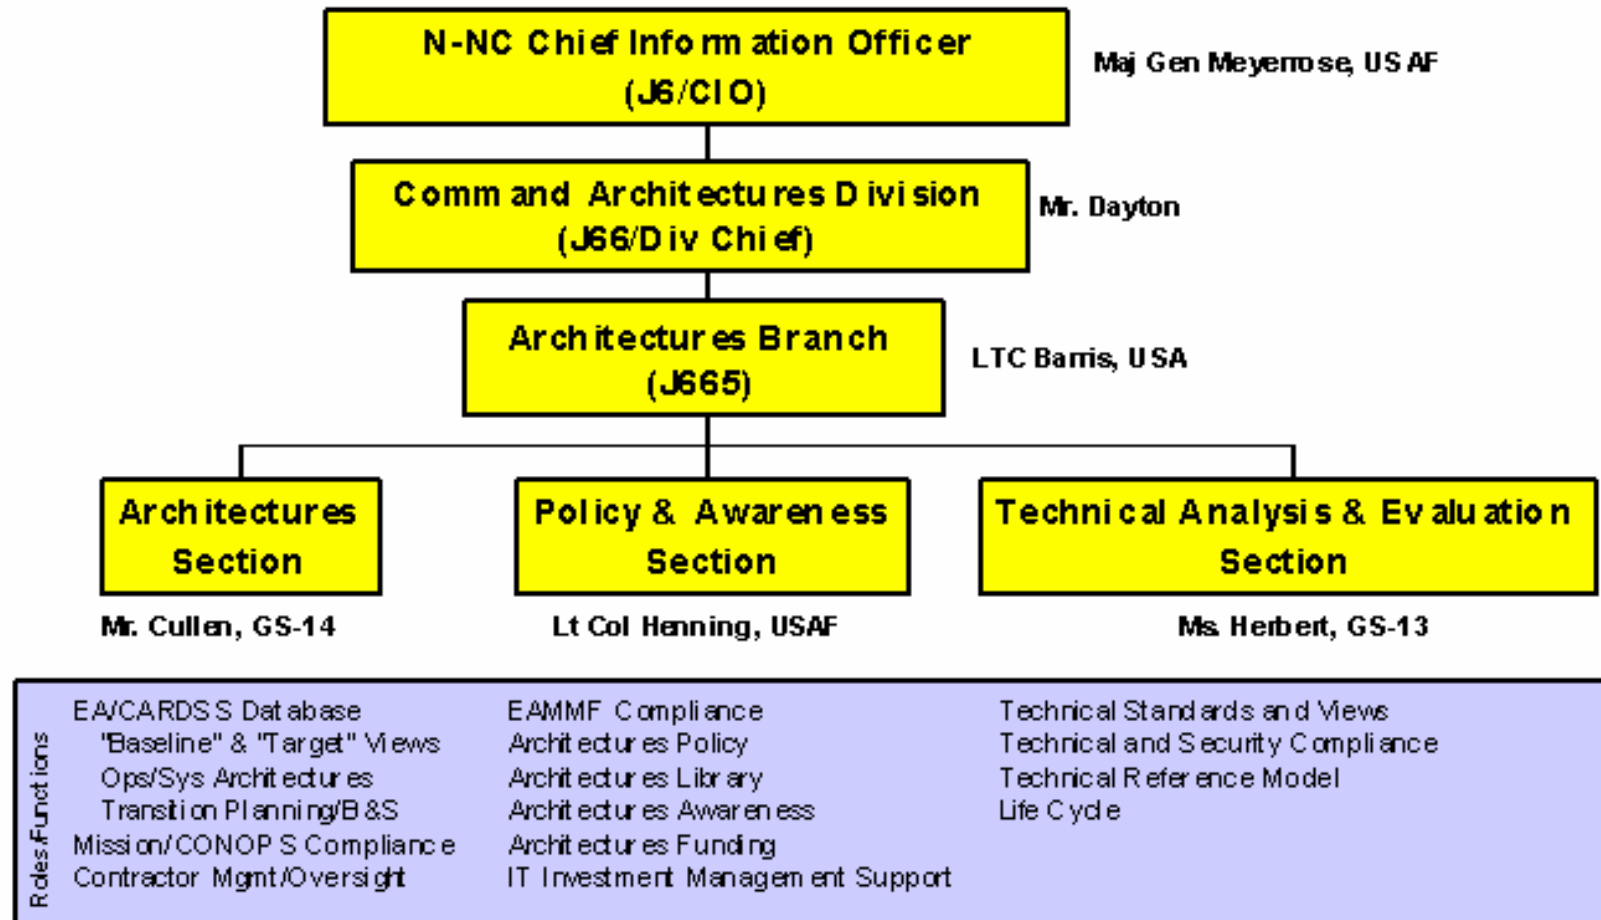 N-NC Chief Information Officer
(J6/CIO)
Maj Gen Meyerrose, USAF
Command Architectures Division
(J66/Div Chief)
Mr. Dayton
Architectures Branch
(J665)
LTC Barris, USA
Architectures
Section
Policy & Awareness
Section
Technical Analysis & Evaluation
Section
Mr. Cullen, GS-14
Lt Col Henning, USAF
Ms. Herbert, GS-13
Roles/Functions
EA/CARDSS Database
"Baseline" & "Target" Views
Ops/Sys Architectures
Transition Planning/B&S
Mission/CONOPS Compliance
Contractor Mgmt/Oversight
EAMMF Compliance
Architectures Policy
Architectures Library
Architectures Awareness
Architectures Funding
IT Investment Management Support
Technical Standards and Views
Technical and Security Compliance
Technical Reference Model
Life Cycle